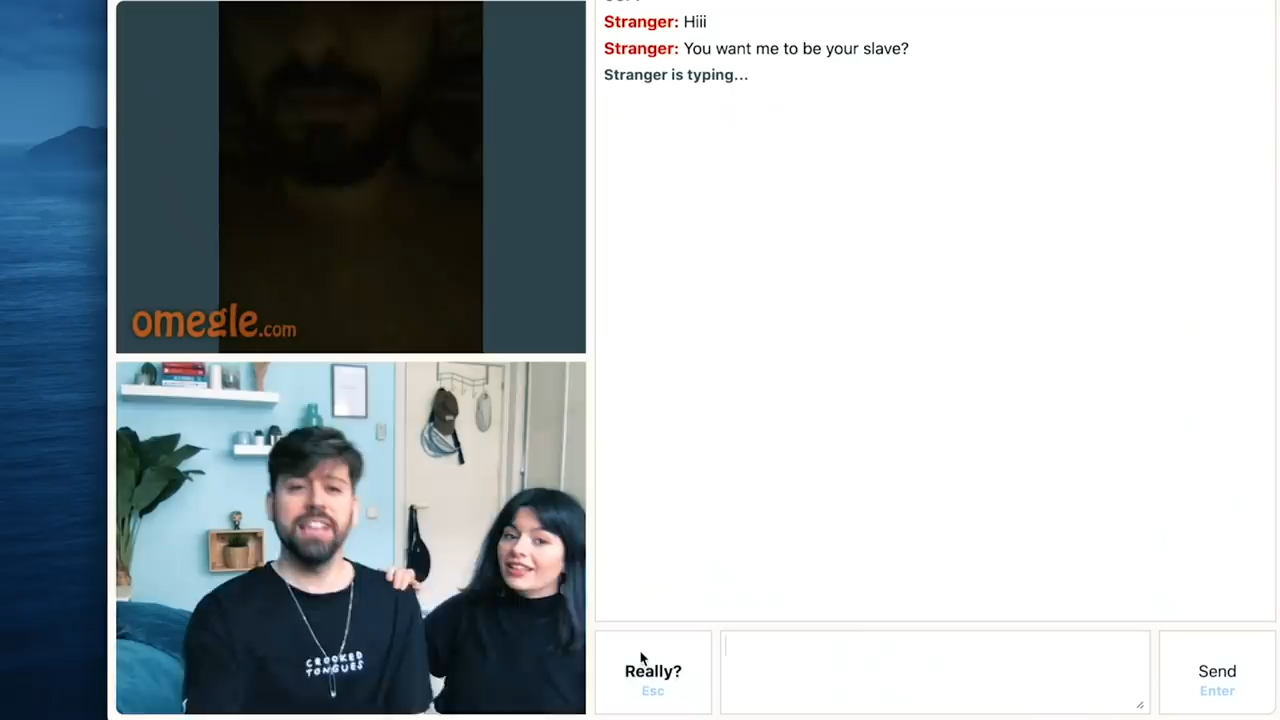 Stranger: Hiii
Stranger: You want me to be your slave?
Stranger is typing...
omegle.com
CROOKED
TONGUES
Really?
Esc
Send
Enter